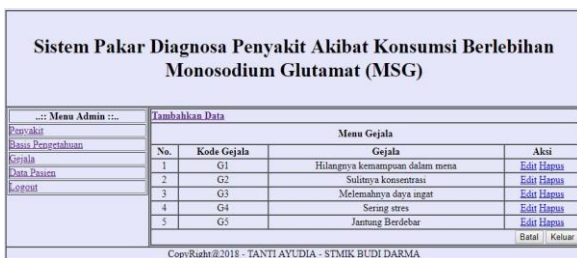 Sistem Pakar Diagnosa Penyakit Akibat Konsumsi Berlebihan
Monosodium Glutamat (MSG)
..:: Menu Admin ::..
Penyakit
Basis Pengetahuan
Gejala
Data Pasien
Logout
Tambahkan Data
Menu Gejala
No. Kode Gejala Gejala Aksi
1 G1 Hilangnya kemampuan dalam mena Edit Hapus
2 G2 Sulitnya konsentrasi Edit Hapus
3 G3 Melemahnya daya ingat Edit Hapus
4 G4 Sering stres Edit Hapus
5 G5 Jantung Berdebar Edit Hapus
Batal Keluar
CopyRight@2018 - TANTI AYUDIA - STMIK BUDI DARMA